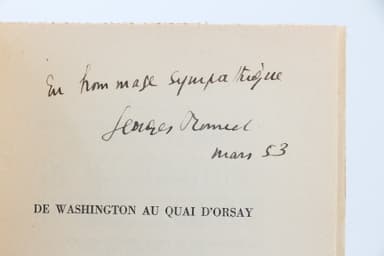 En hommage sympathique
Georges Bonnet
mars 53
DE WASHINGTON AU QUAI D'ORSAY